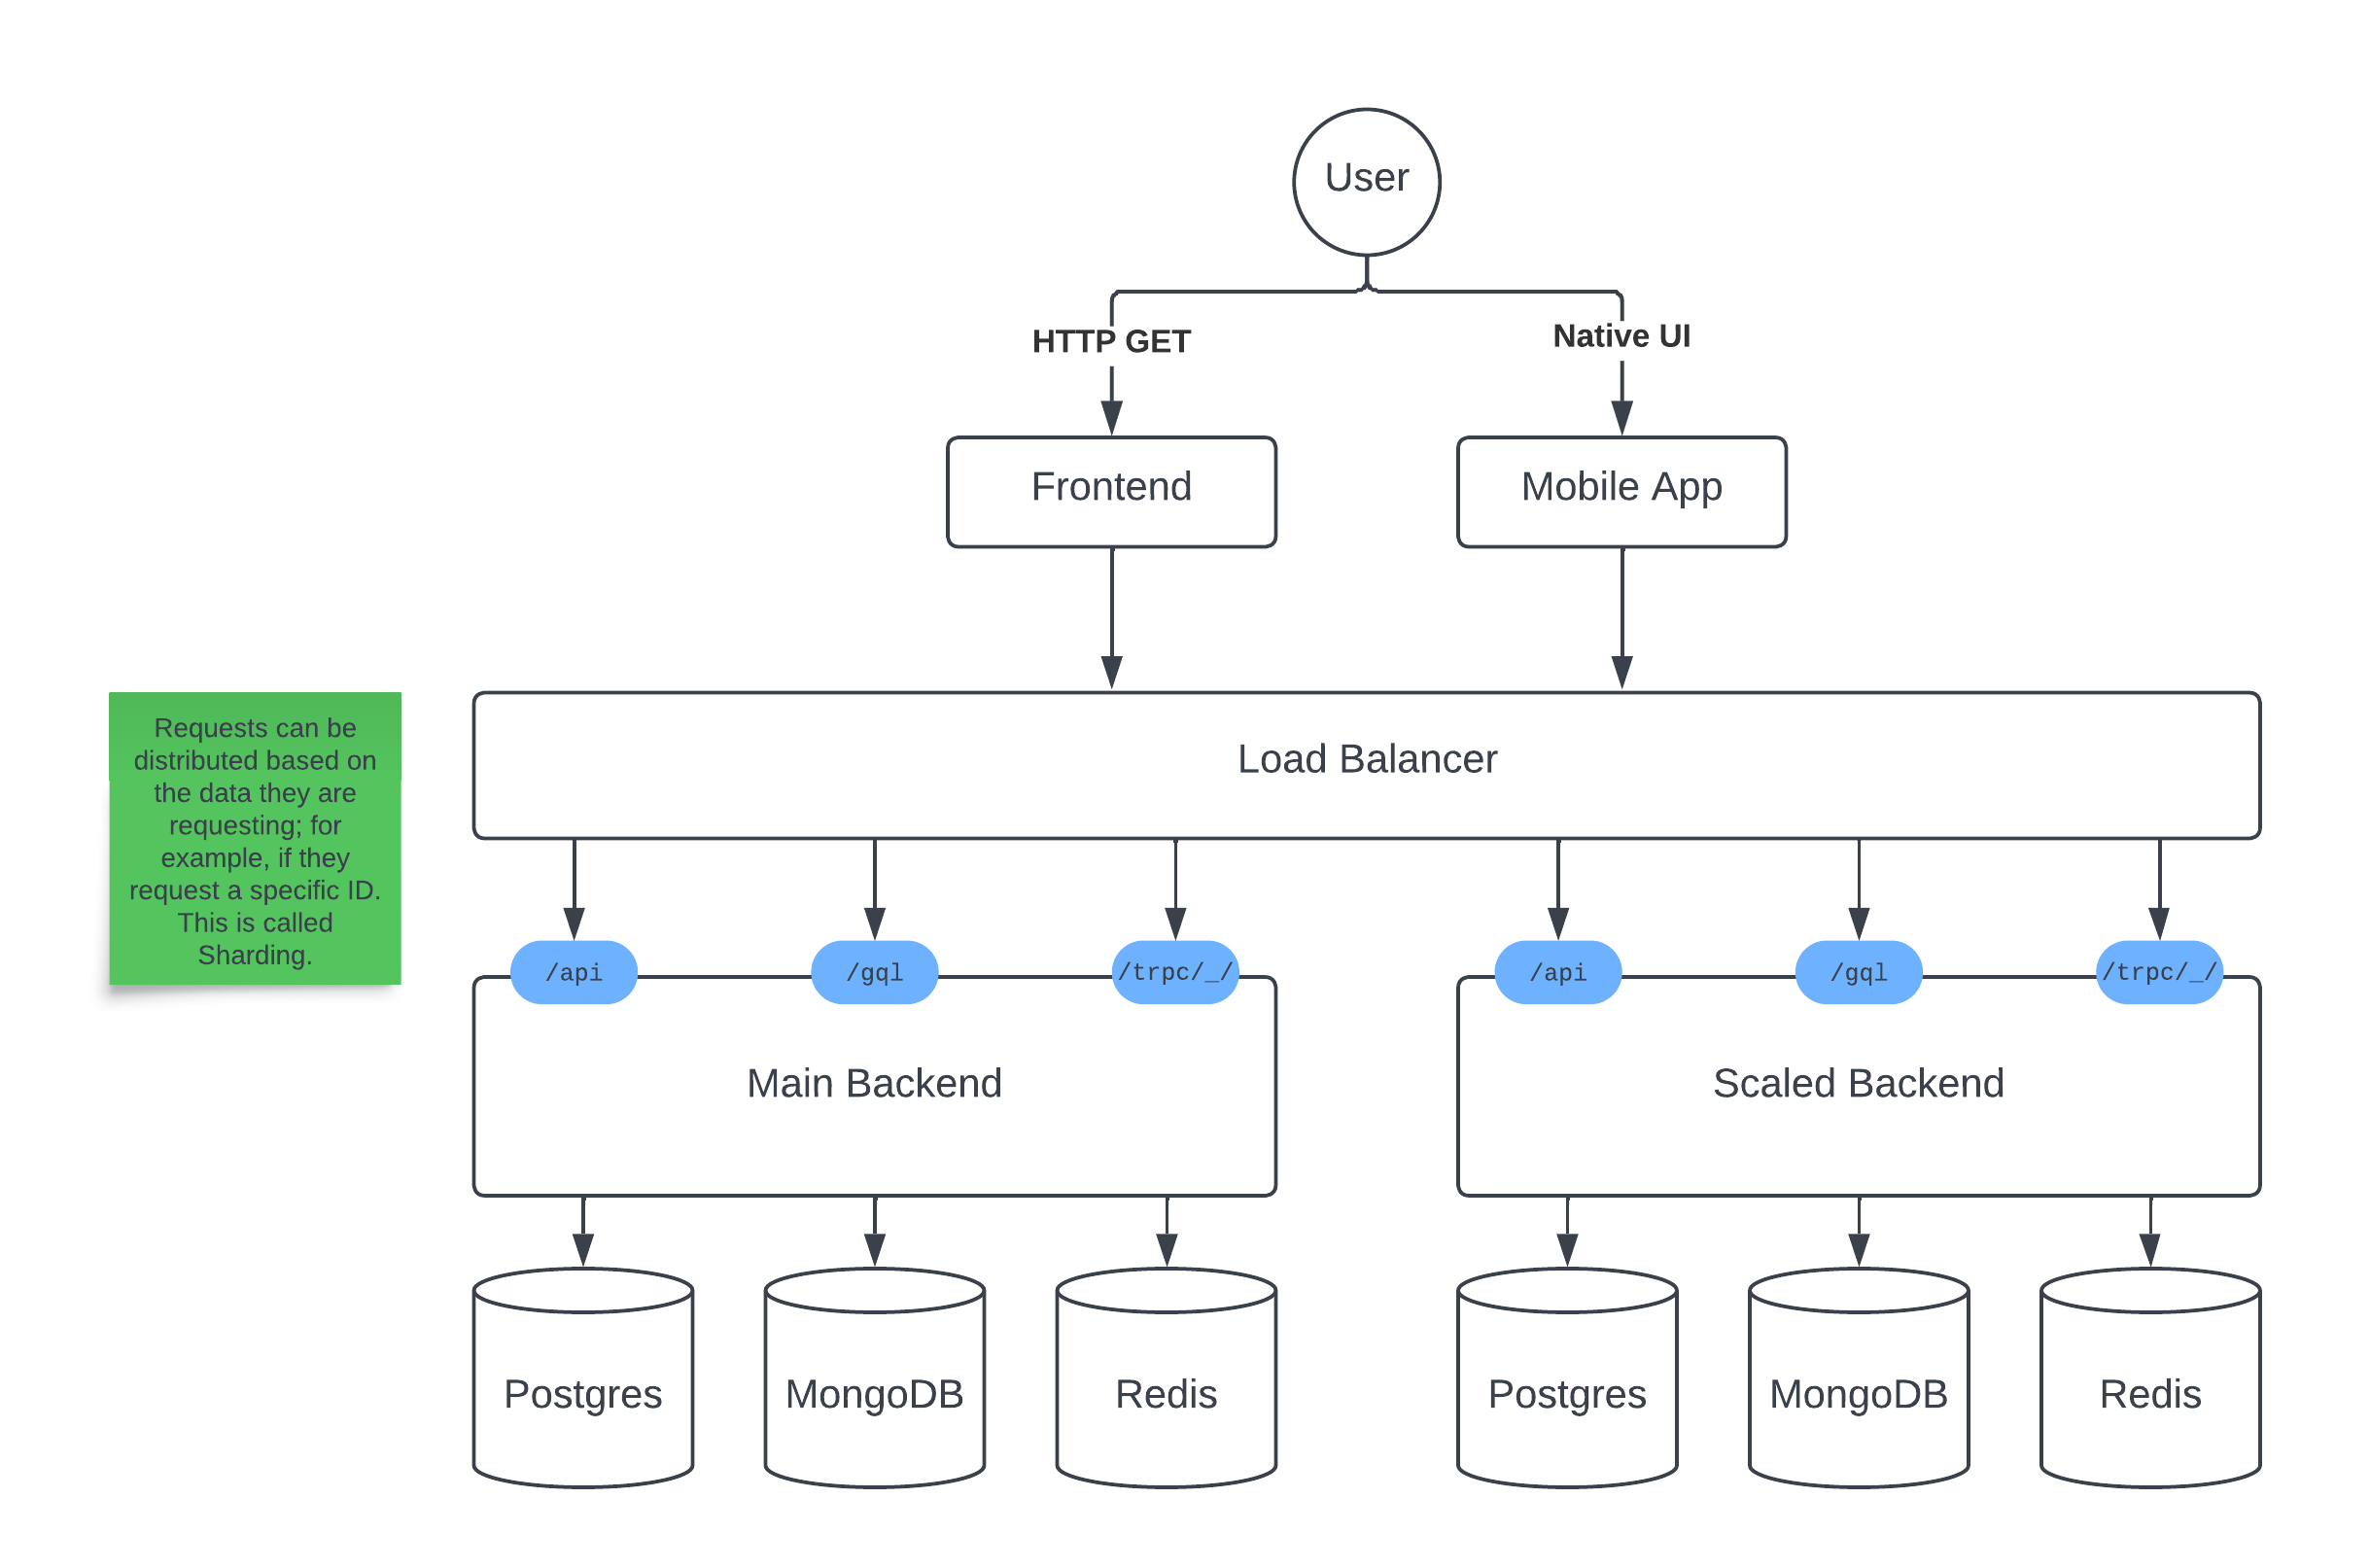 User
HTTP GET
Native UI
Frontend
Mobile App
Requests can be
distributed based on
the data they are
requesting; for
example, if they
request a specific ID.
This is called
Sharding.
Load Balancer
/api
/gql
/trpc/_/
/api
/gql
/trpc/_/
Main Backend
Scaled Backend
Postgres
MongoDB
Redis
Postgres
MongoDB
Redis